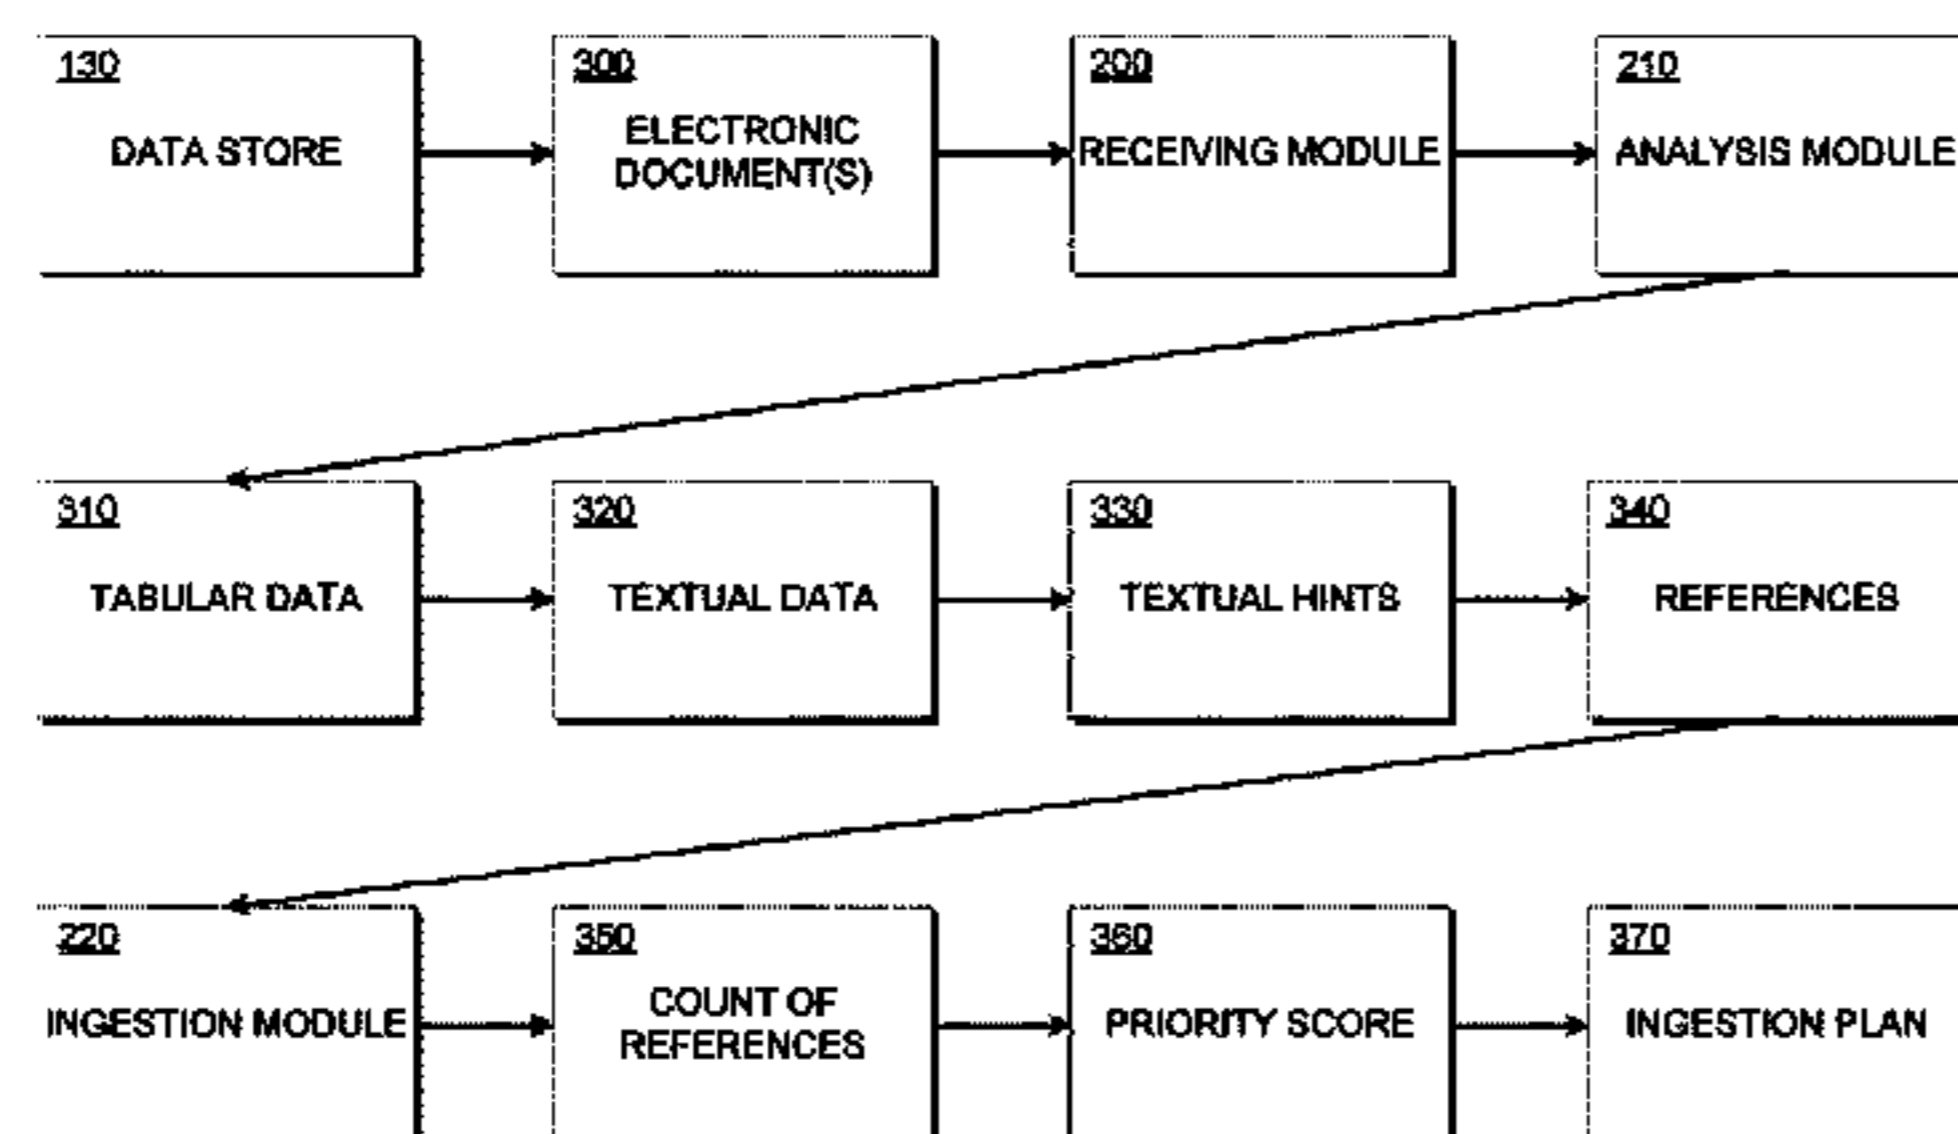 130
DATA STORE
300
ELECTRONIC
DOCUMENT(S)
200
RECEIVING MODULE
210
ANALYSIS MODULE
310
TABULAR DATA
320
TEXTUAL DATA
330
TEXTUAL HINTS
340
REFERENCES
220
INGESTION MODULE
350
COUNT OF
REFERENCES
360
PRIORITY SCORE
370
INGESTION PLAN